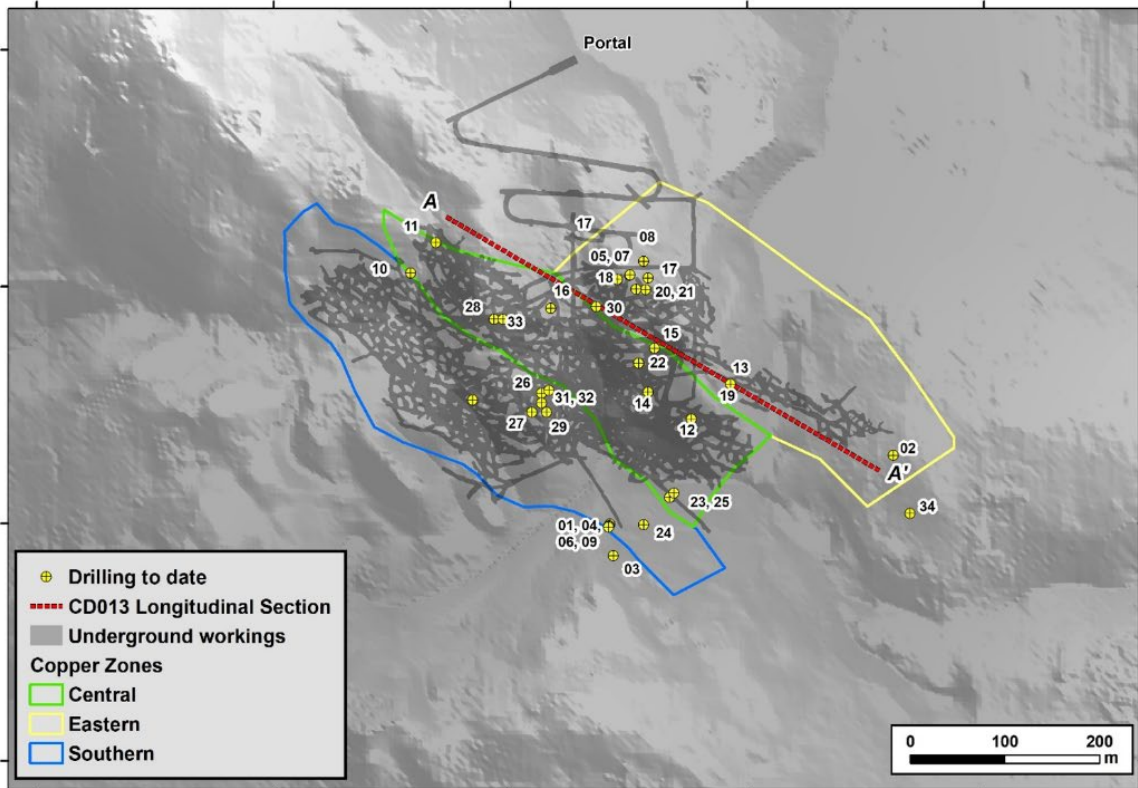 Portal
A
11
17
08
05, 07
10
18
17
20, 21
16
28
33
30
15
22
13
19
26
31, 32
14
27
29
12
02
A'
23, 25
34
01, 04,
06, 09
24
03
Drilling to date
CD013 Longitudinal Section
Underground workings
Copper Zones
Central
Eastern
Southern
0 100 200
m